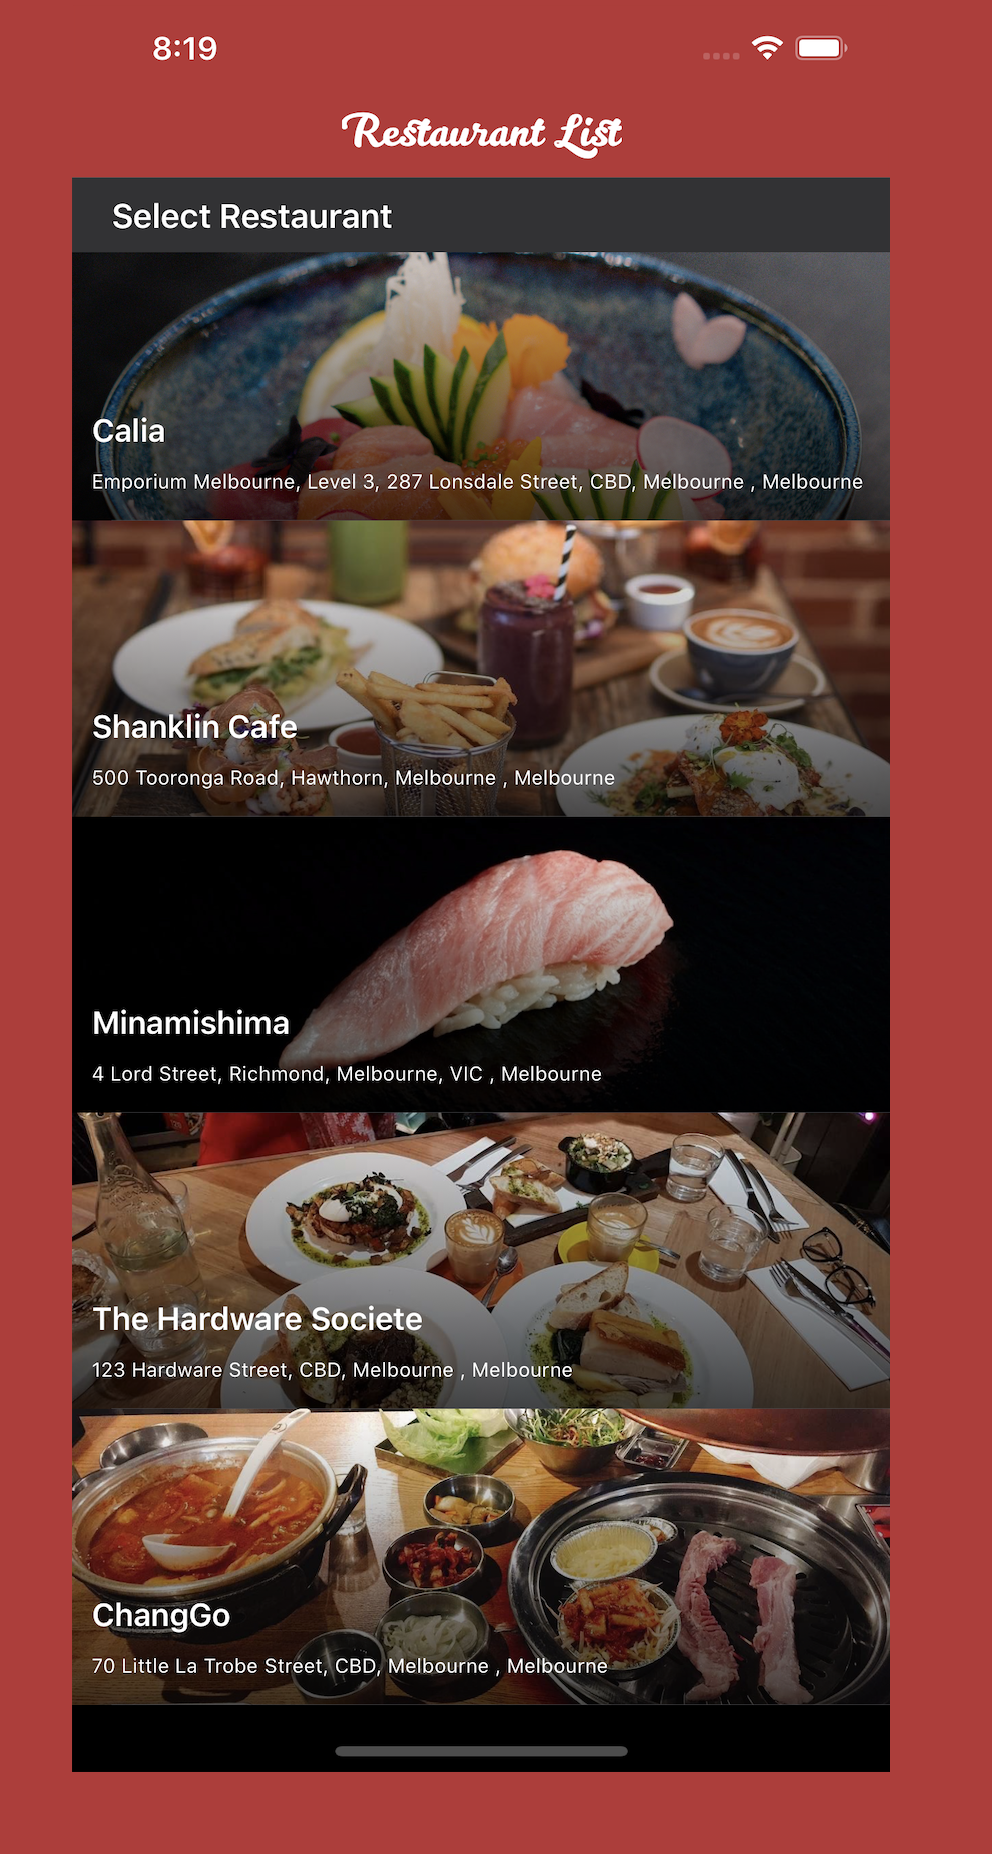 8:19
Restaurant List
Select Restaurant
Calia
Emporium Melbourne, Level 3, 287 Lonsdale Street, CBD, Melbourne , Melbourne
Shanklin Cafe
500 Tooronga Road, Hawthorn, Melbourne , Melbourne
Minamishima
4 Lord Street, Richmond, Melbourne, VIC , Melbourne
The Hardware Societe
123 Hardware Street, CBD, Melbourne , Melbourne
ChangGo
70 Little La Trobe Street, CBD, Melbourne , Melbourne